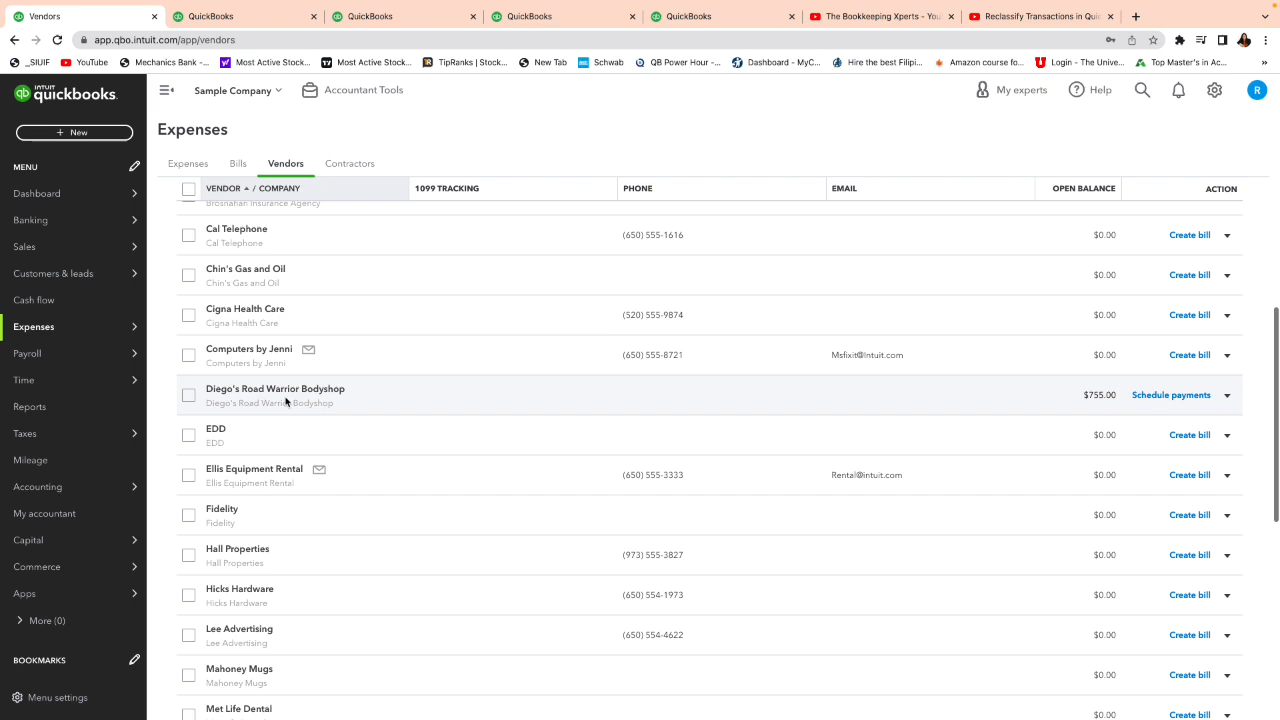 Vendors
QuickBooks
QuickBooks
QuickBooks
QuickBooks
The Bookkeeping Xperts - You
Reclassify Transactions in Quic
app.qbo.intuit.com/app/vendors
_SIUIF
YouTube
Mechanics Bank -...
Most Active Stock...
Most Active Stock...
TipRanks | Stock...
New Tab
Schwab
QB Power Hour -...
Dashboard - MyC...
Hire the best Filipi...
Amazon course fo...
Login - The Unive...
Top Master's in Ac...
INTUIT
quickbooks.
Sample Company
Accountant Tools
My experts
Help
R
+ New
Expenses
MENU
Expenses
Bills
Vendors
Contractors
Dashboard
Banking
Sales
Customers & leads
Cash flow
Expenses
Payroll
Time
Reports
Taxes
Mileage
Accounting
My accountant
Capital
Commerce
Apps
More (0)
BOOKMARKS
Menu settings
VENDOR / COMPANY
1099 TRACKING
PHONE
EMAIL
OPEN BALANCE
ACTION
Brosnahan Insurance Agency
Cal Telephone
Cal Telephone
(650) 555-1616
$0.00
Create bill
Chin's Gas and Oil
Chin's Gas and Oil
$0.00
Create bill
Cigna Health Care
Cigna Health Care
(520) 555-9874
$0.00
Create bill
Computers by Jenni
Computers by Jenni
(650) 555-8721
Msfixit@Intuit.com
$0.00
Create bill
Diego's Road Warrior Bodyshop
Diego's Road Warrior Bodyshop
$755.00
Schedule payments
EDD
EDD
$0.00
Create bill
Ellis Equipment Rental
Ellis Equipment Rental
(650) 555-3333
Rental@intuit.com
$0.00
Create bill
Fidelity
Fidelity
$0.00
Create bill
Hall Properties
Hall Properties
(973) 555-3827
$0.00
Create bill
Hicks Hardware
Hicks Hardware
(650) 554-1973
$0.00
Create bill
Lee Advertising
Lee Advertising
(650) 554-4622
$0.00
Create bill
Mahoney Mugs
Mahoney Mugs
$0.00
Create bill
Met Life Dental
$0.00
Create bill